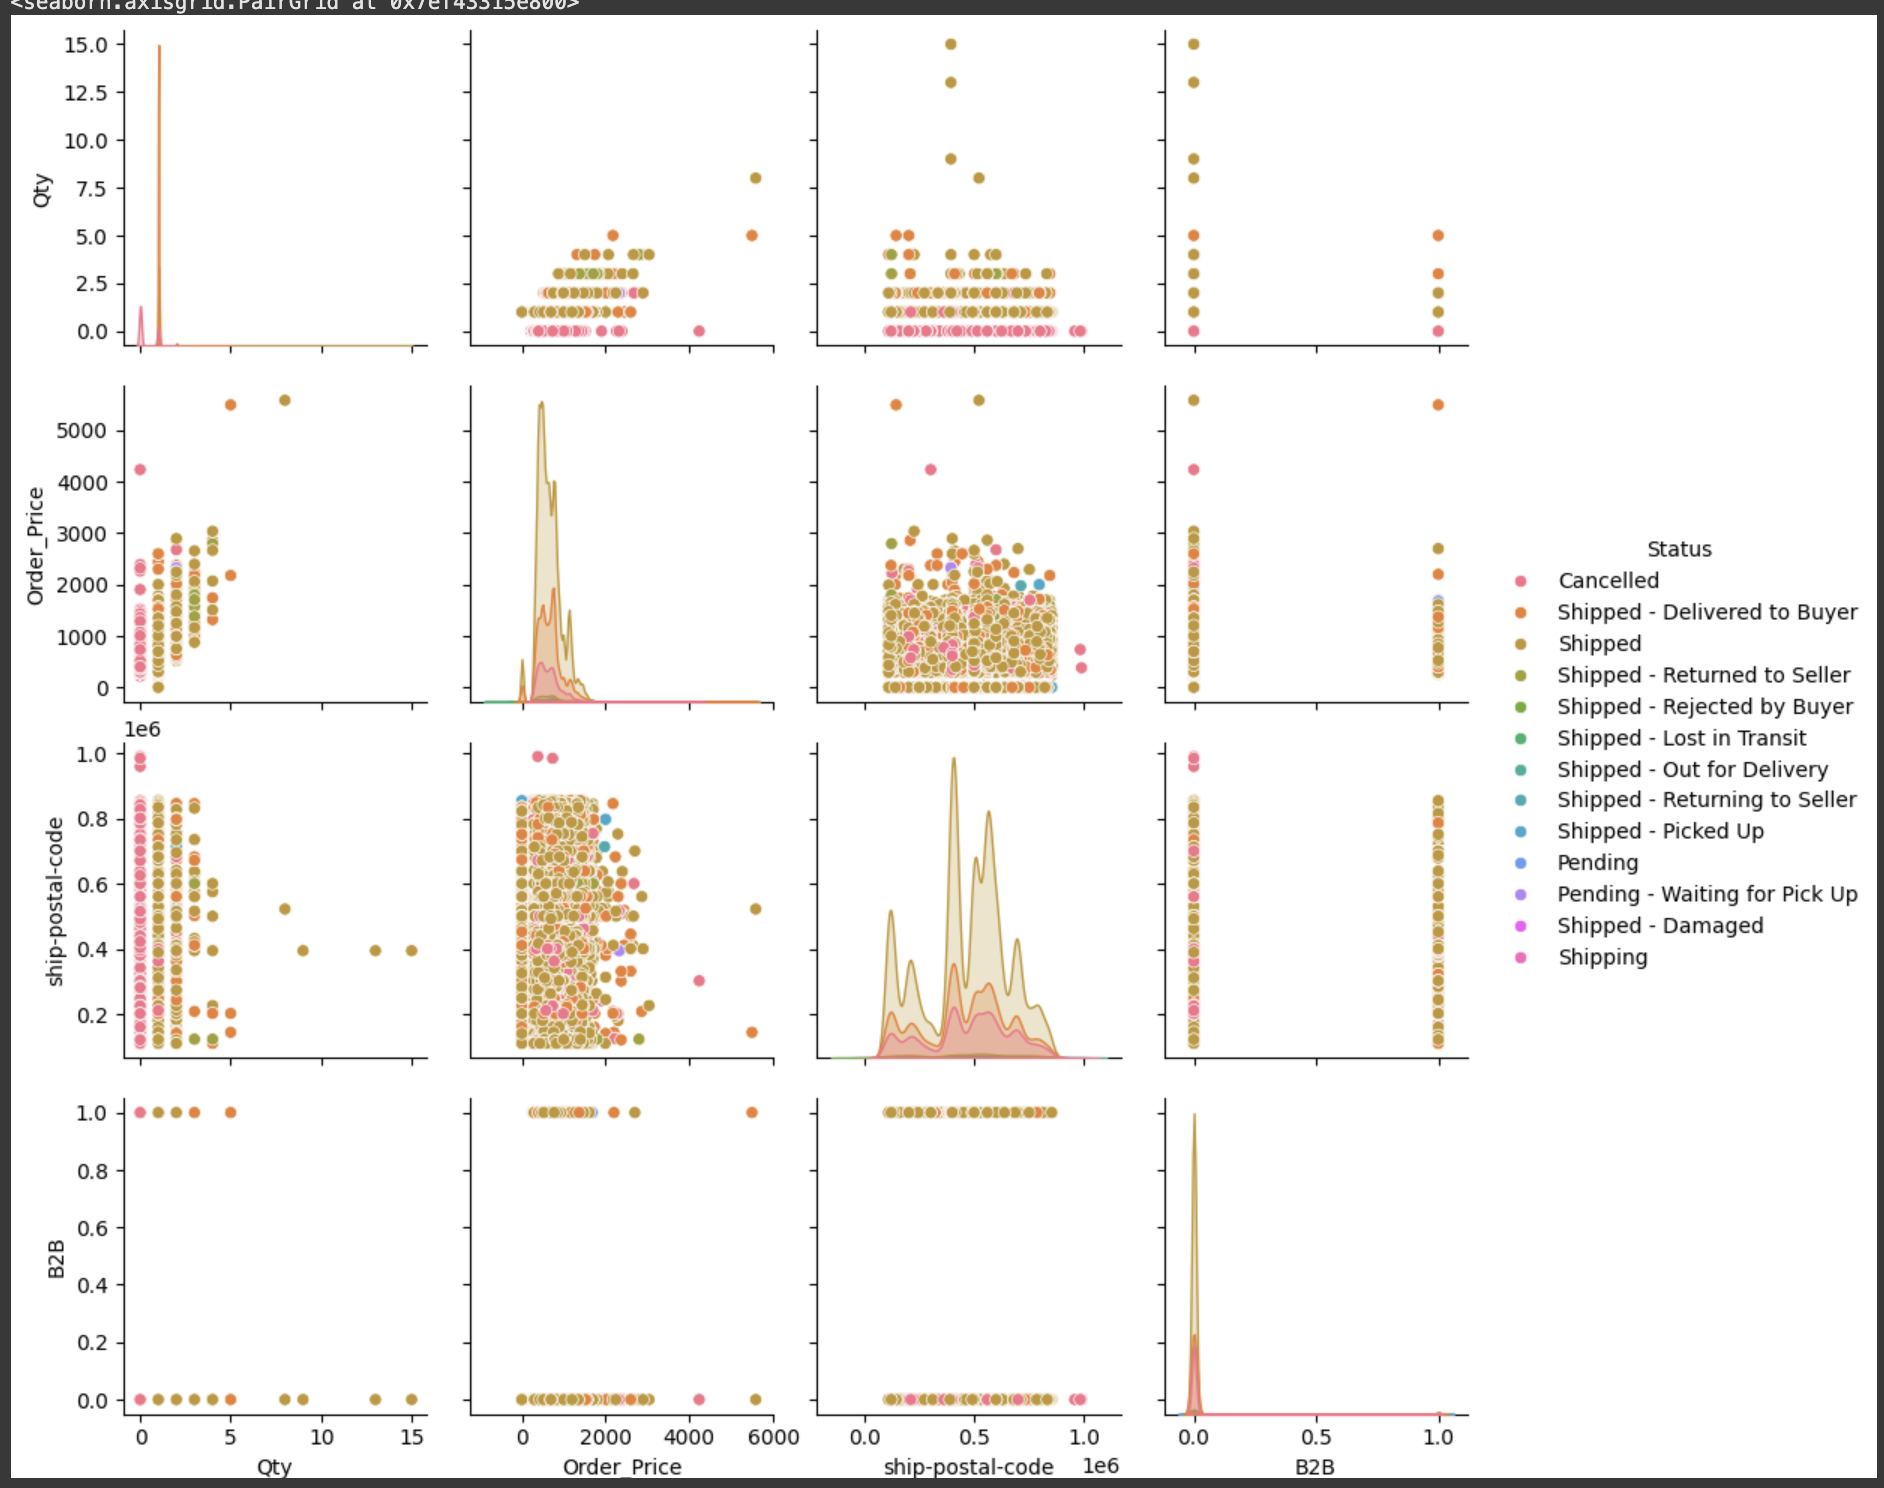 <seaborn.axisgrid.PairGrid at 0x7ef43315e800>
15.0
12.5
10.0
7.5
5.0
2.5
0.0
Qty
5000
4000
3000
2000
1000
0
Order_Price
1e6
1.0
0.8
0.6
0.4
0.2
ship-postal-code
1.0
0.8
0.6
0.4
0.2
0.0
B2B
0 5 10 15
Qty
0 2000 4000 6000
Order_Price
0.0 0.5 1.0
ship-postal-code 1e6
0.0 0.5 1.0
B2B
Status
Cancelled
Shipped - Delivered to Buyer
Shipped
Shipped - Returned to Seller
Shipped - Rejected by Buyer
Shipped - Lost in Transit
Shipped - Out for Delivery
Shipped - Returning to Seller
Shipped - Picked Up
Pending
Pending - Waiting for Pick Up
Shipped - Damaged
Shipping